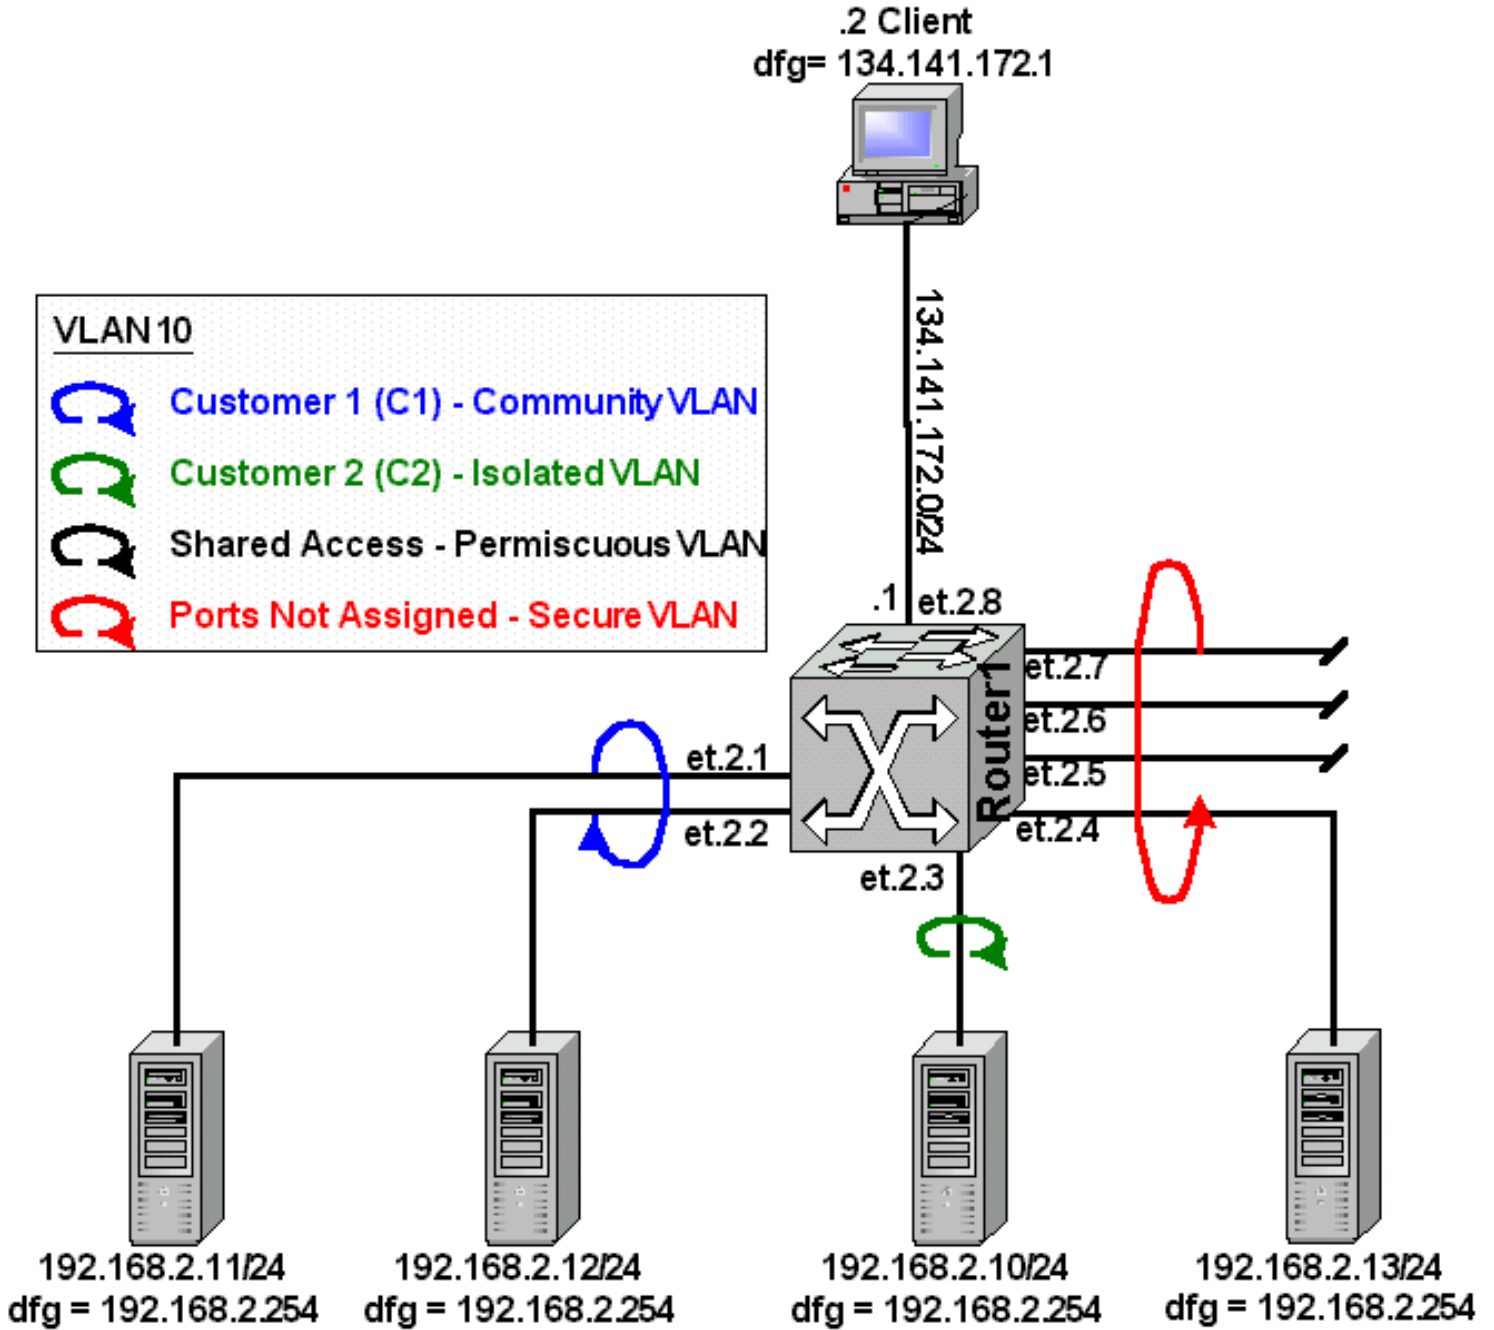 .2 Client
dfg= 134.141.172.1
134.141.172.0/24
VLAN 10
Customer 1 (C1) - Community VLAN
Customer 2 (C2) - Isolated VLAN
Shared Access - Permiscuous VLAN
Ports Not Assigned - Secure VLAN
.1 et.2.8
et.2.7
et.2.6
et.2.5
et.2.4
Router1
et.2.1
et.2.2
et.2.3
192.168.2.11/24
dfg = 192.168.2.254
192.168.2.12/24
dfg = 192.168.2.254
192.168.2.10/24
dfg = 192.168.2.254
192.168.2.13/24
dfg = 192.168.2.254